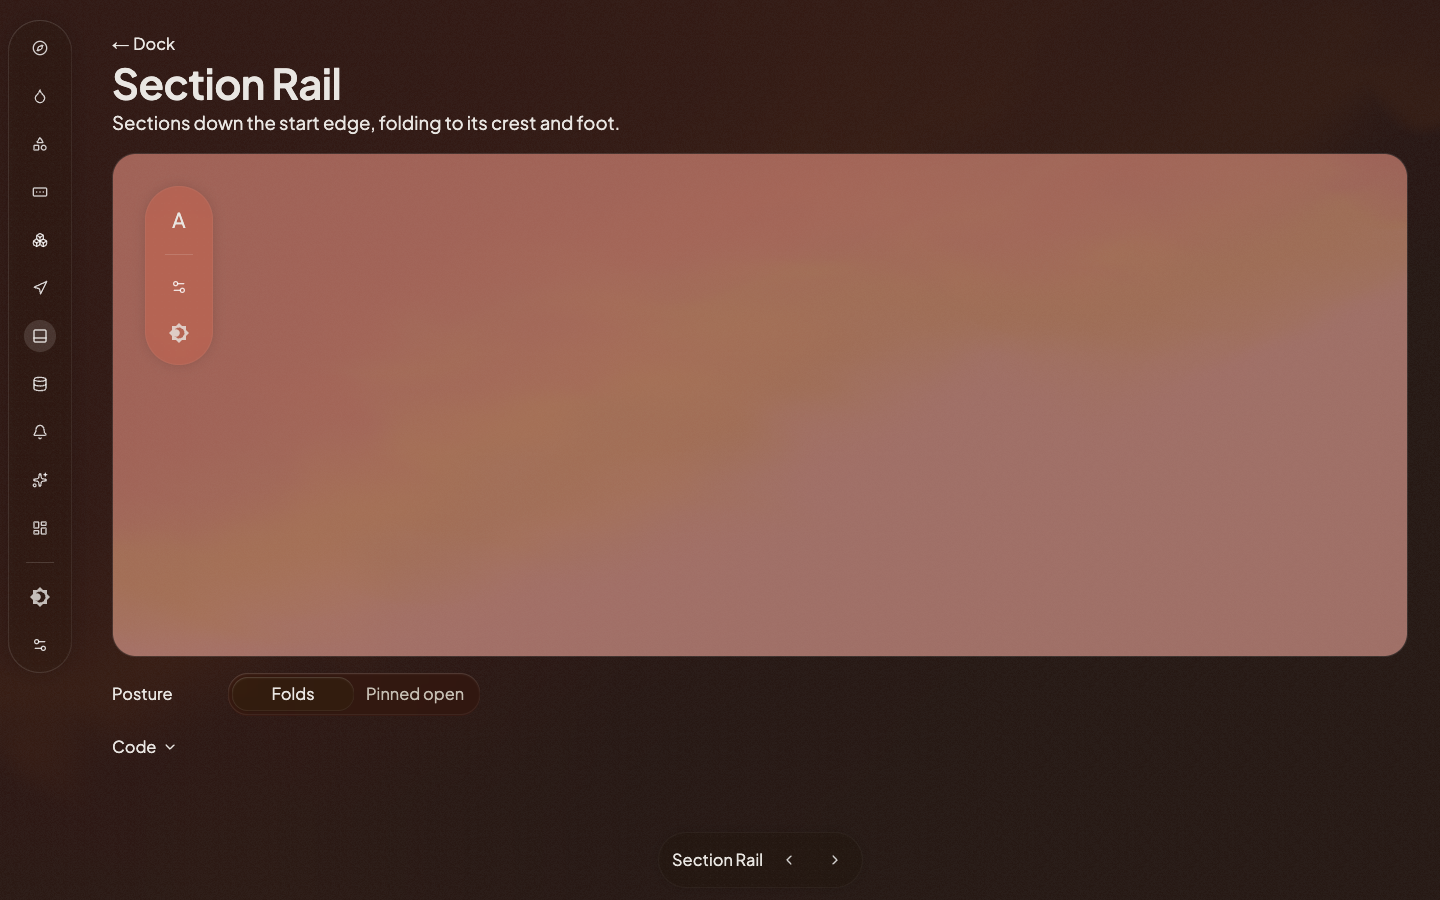 ← Dock
Section Rail
Sections down the start edge, folding to its crest and foot.
A
Posture
Folds
Pinned open
Code
Section Rail